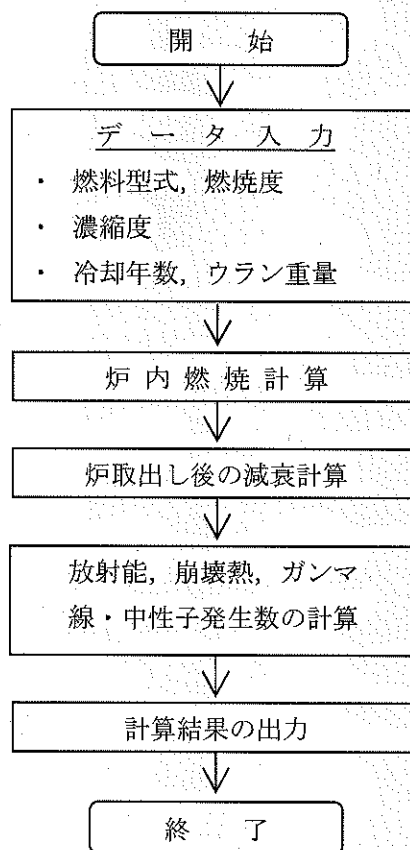 開 始
データ入力
・ 燃料型式, 燃焼度
・ 濃縮度
・ 冷却年数, ウラン重量
炉内燃焼計算
炉取出し後の減衰計算
放射能, 崩壊熱, ガンマ
線・中性子発生数の計算
計算結果の出力
終 了